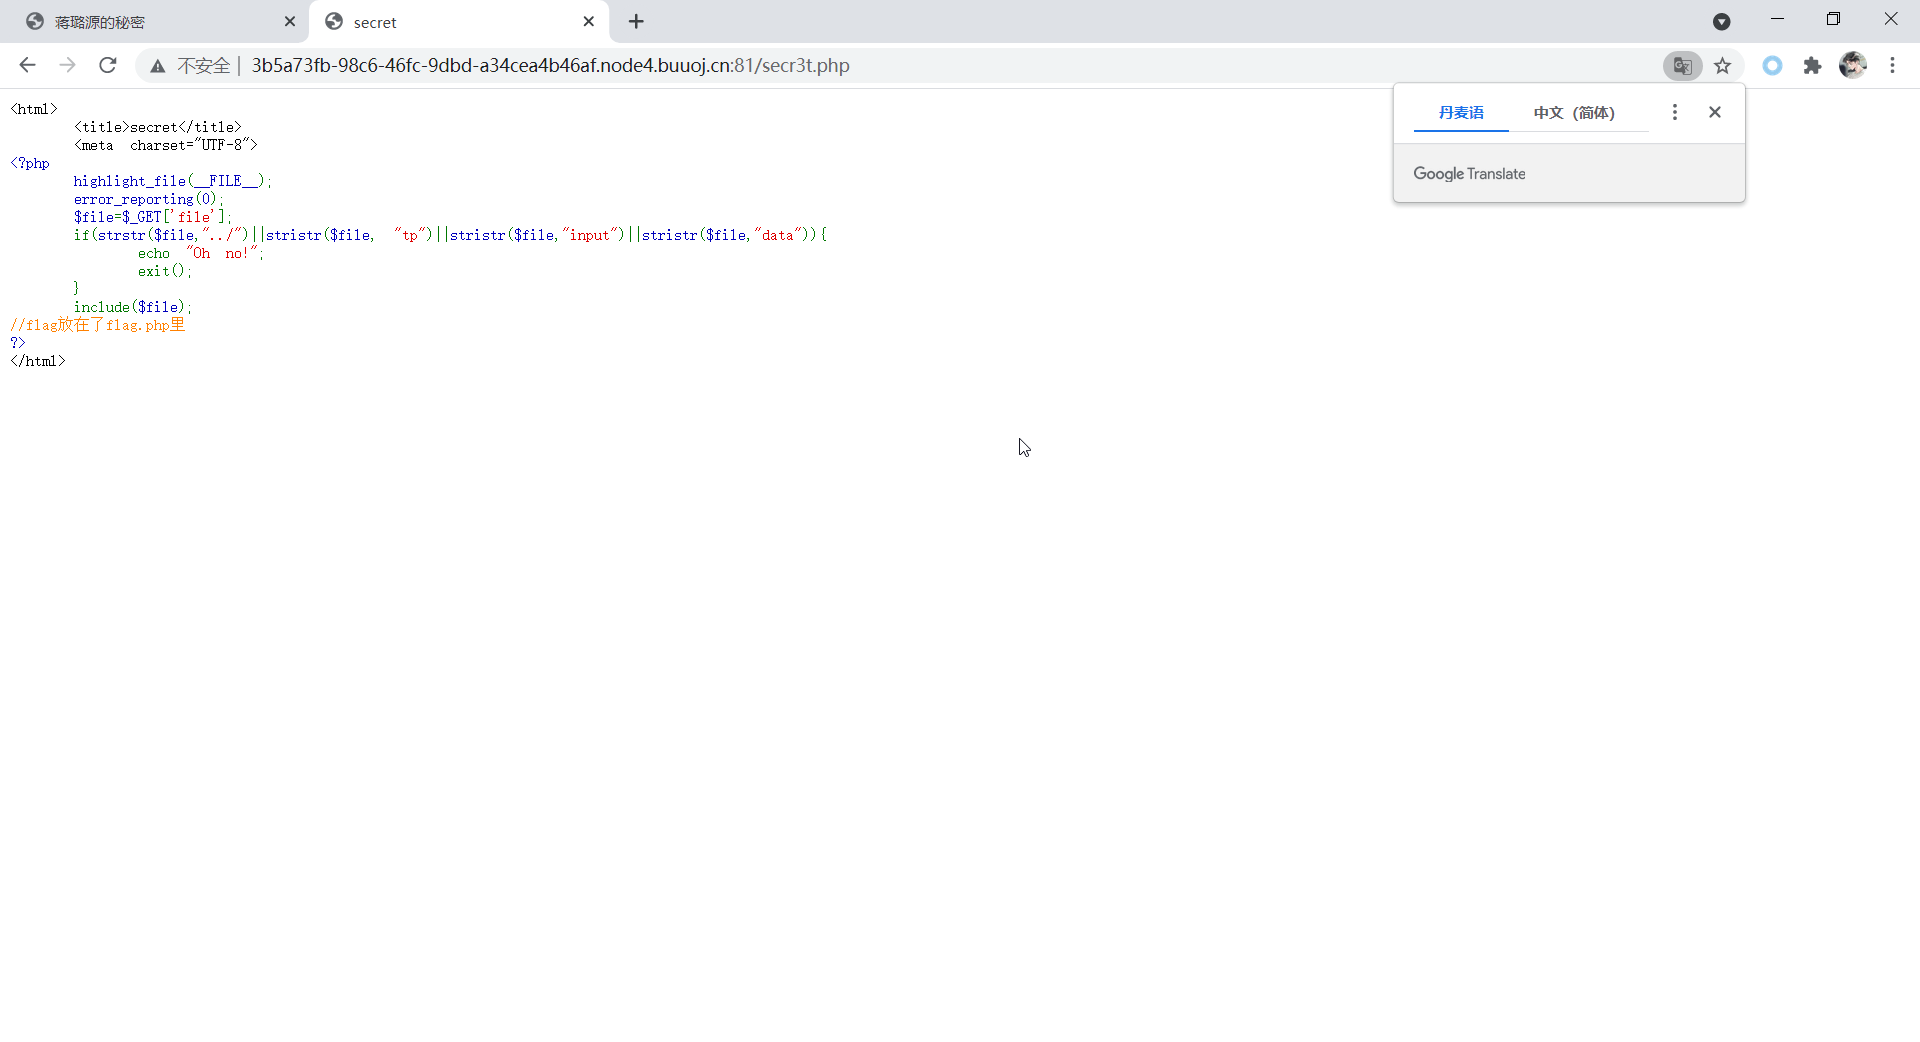 蒋璐源的秘密
secret
不安全 | 3b5a73fb-98c6-46fc-9dbd-a34cea4b46af.node4.buuoj.cn:81/secr3t.php
丹麦语 中文（简体）
Google Translate
<html>
<title>secret</title>
<meta charset="UTF-8">
<?php
highlight_file(__FILE__);
error_reporting(0);
$file=$_GET['file'];
if(strstr($file,"../")||stristr($file, "tp")||stristr($file,"input")||stristr($file,"data")){
echo "Oh no!";
exit();
}
include($file);
//flag放在了flag.php里
?>
</html>